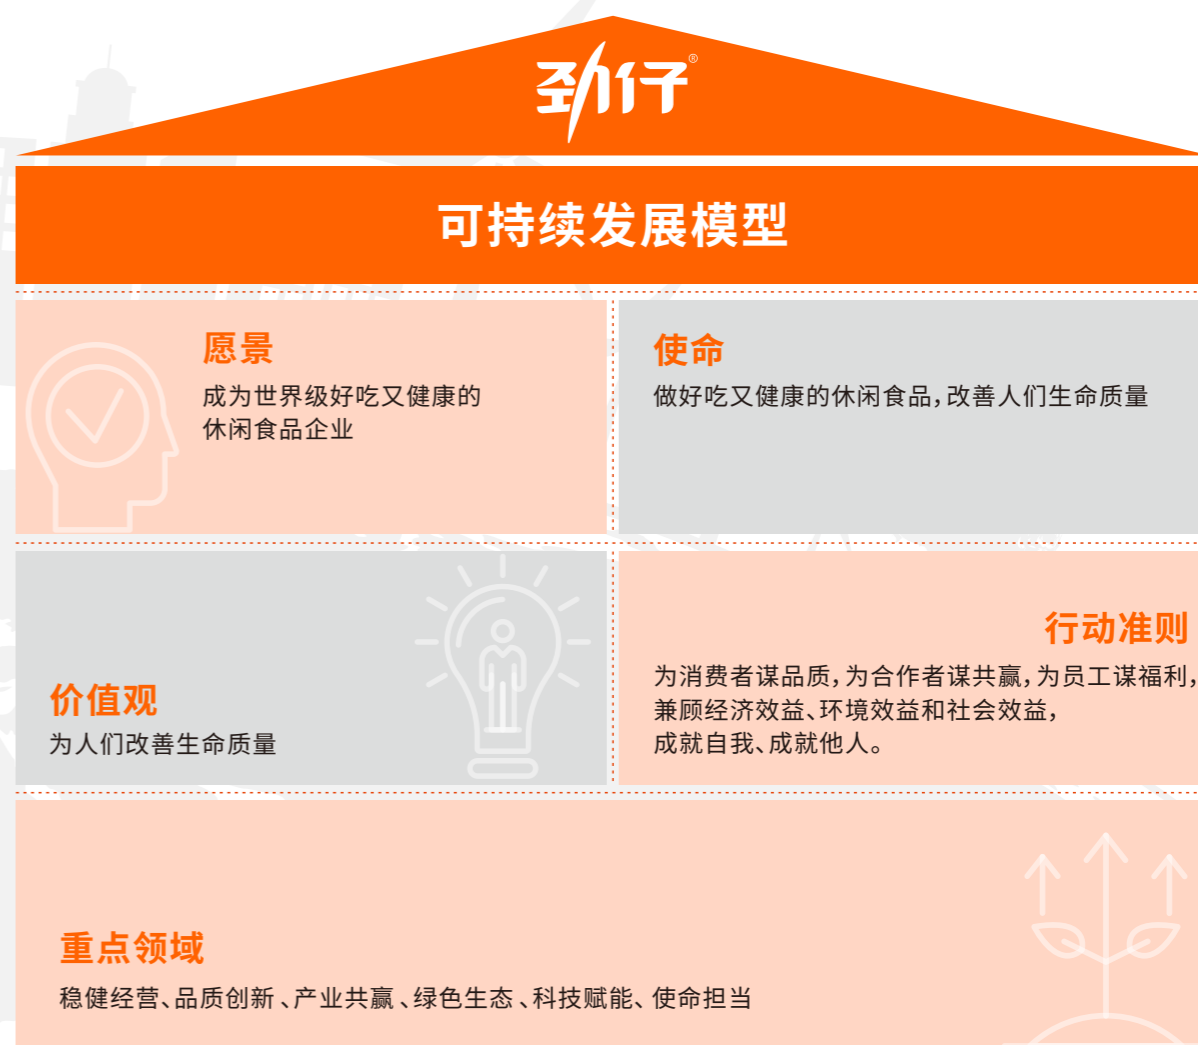 劲仔®
可持续发展模型
愿景
成为世界级好吃又健康的
休闲食品企业
使命
做好吃又健康的休闲食品，改善人们生命质量
价值观
为人们改善生命质量
行动准则
为消费者谋品质，为合作者谋共赢，为员工谋福利，
兼顾经济效益、环境效益和社会效益，
成就自我、成就他人。
重点领域
稳健经营、品质创新、产业共赢、绿色生态、科技赋能、使命担当